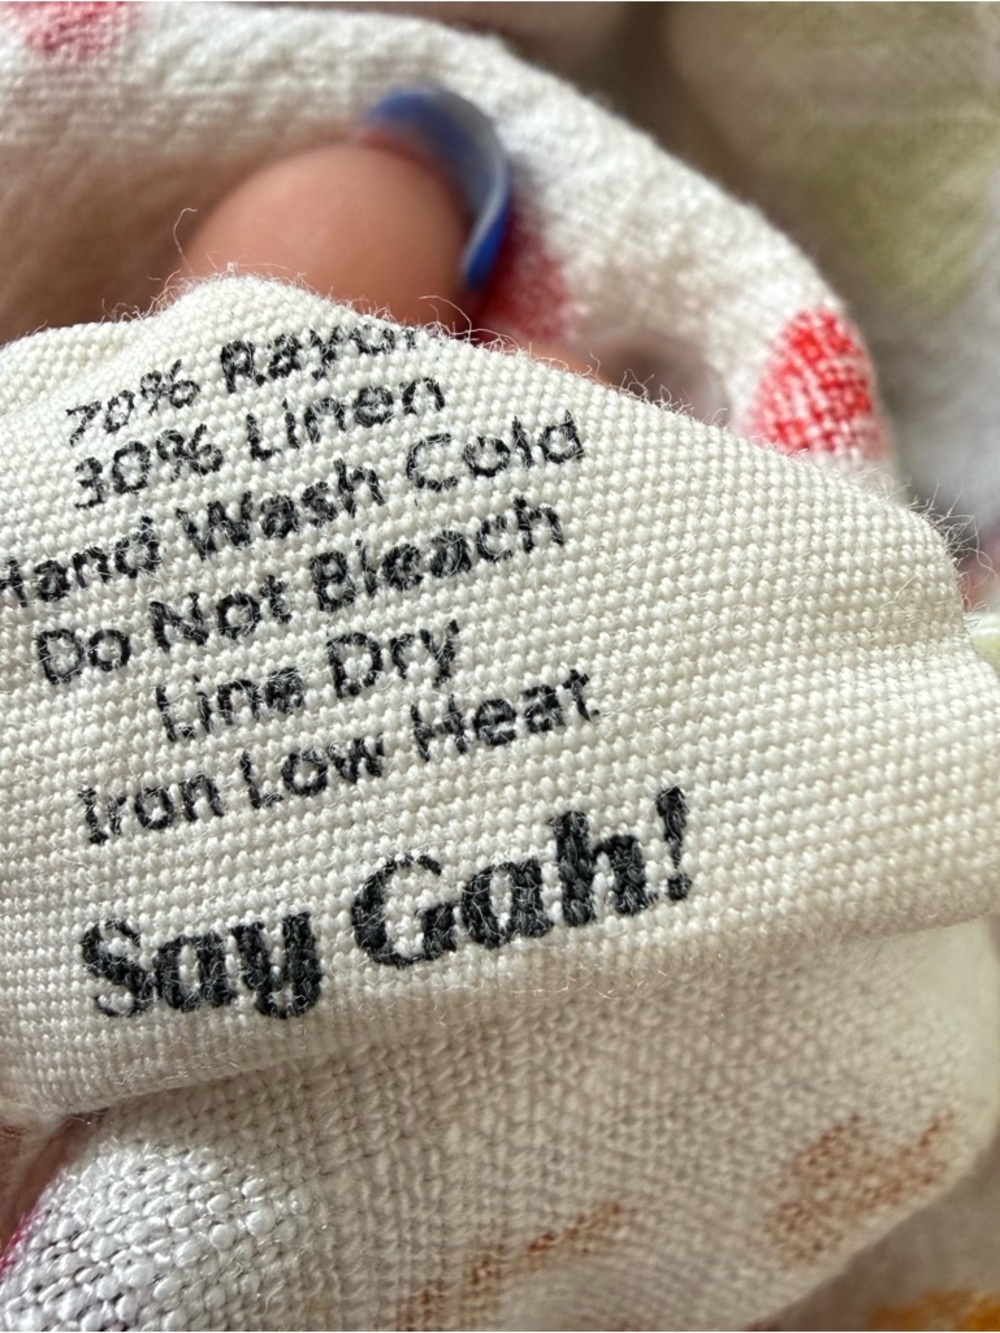 70% Rayon
30% Linen
Hand Wash Cold
Do Not Bleach
Line Dry
Iron Low Heat
Say Gah!